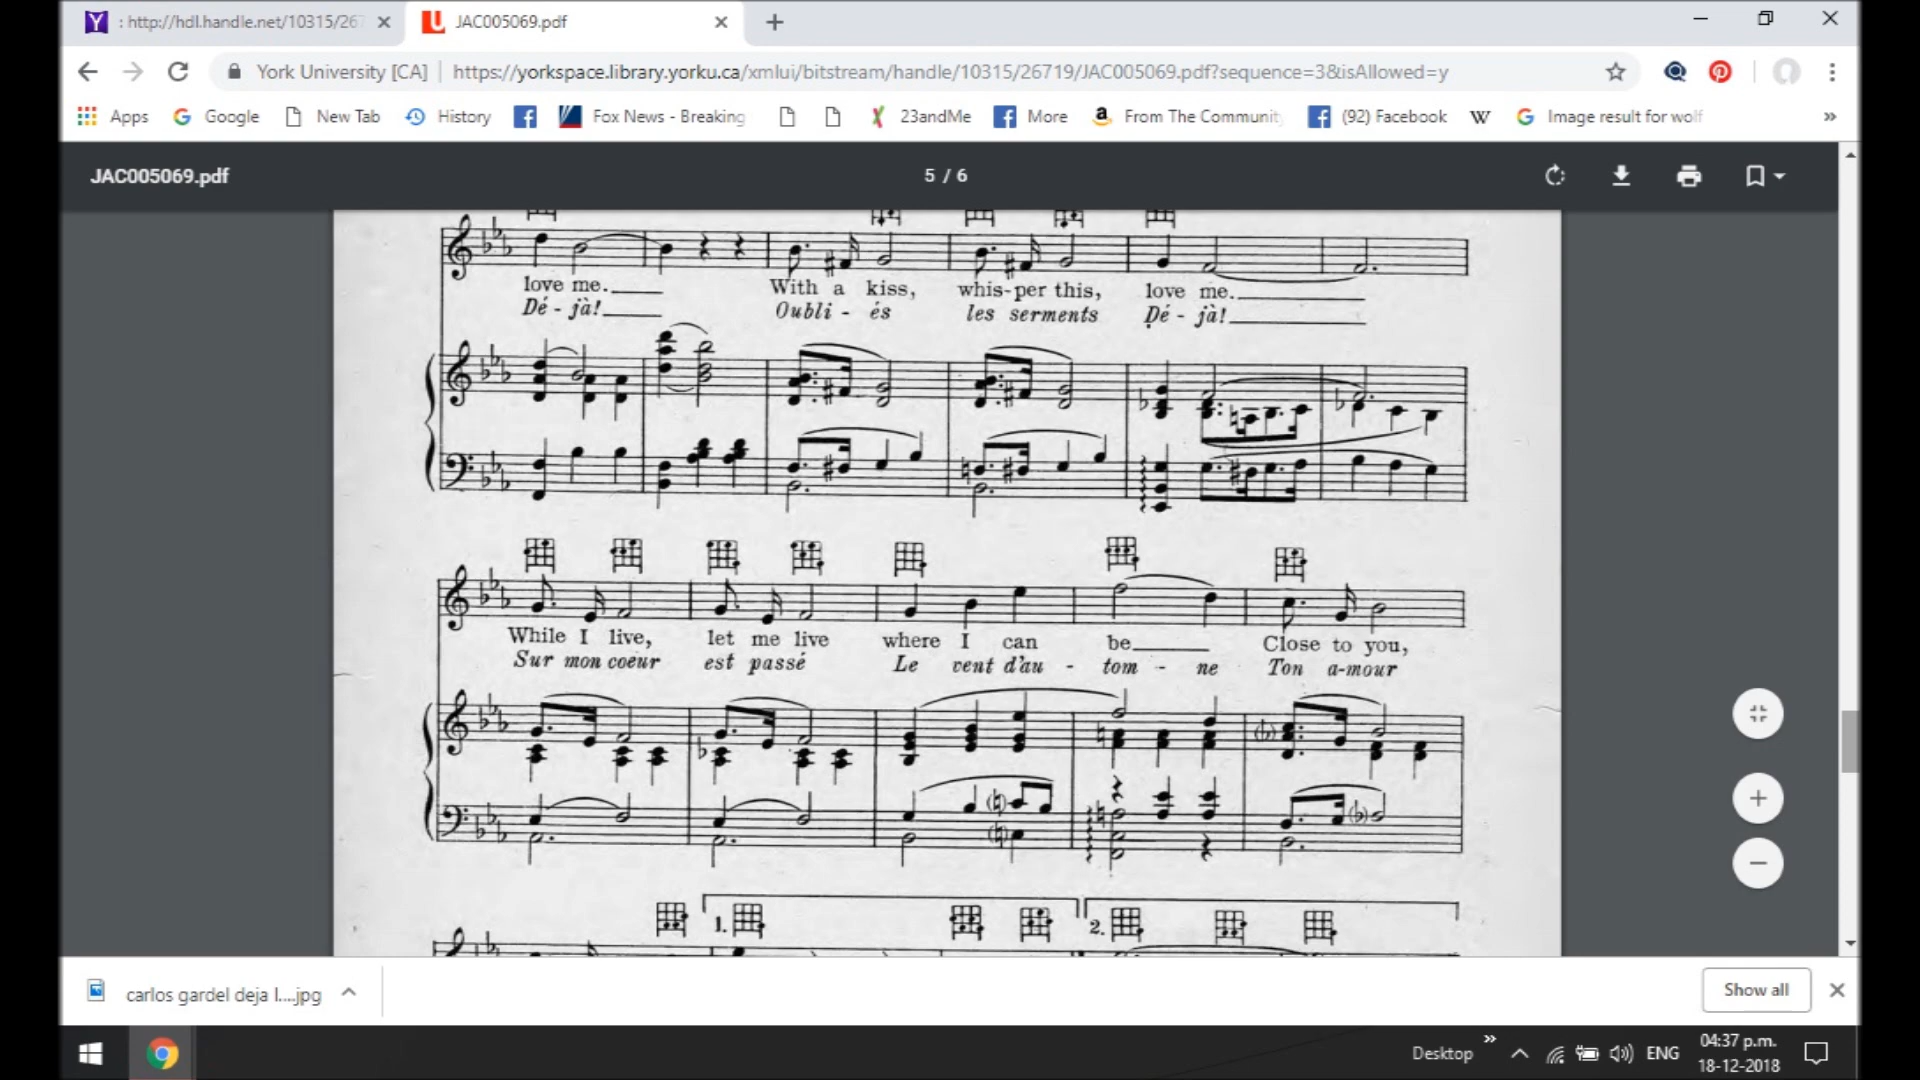 : http://hdl.handle.net/10315/267
JAC005069.pdf
York University [CA] | https://yorkspace.library.yorku.ca/xmlui/bitstream/handle/10315/26719/JAC005069.pdf?sequence=3&isAllowed=y
Apps Google New Tab History Fox News - Breaking 23andMe More From The Communit (92) Facebook W Image result for wolf »
JAC005069.pdf 5 / 6
love me. With a kiss, whis-per this, love me.
Dé - jà! Oubli - és les serments Dé - jà!
While I live, let me live where I can be Close to you,
Sur mon coeur est passé Le vent d'au - tom - ne Ton a-mour
1. 2.
carlos gardel deja l....jpg Show all
Desktop » ENG 04:37 p.m.
18-12-2018